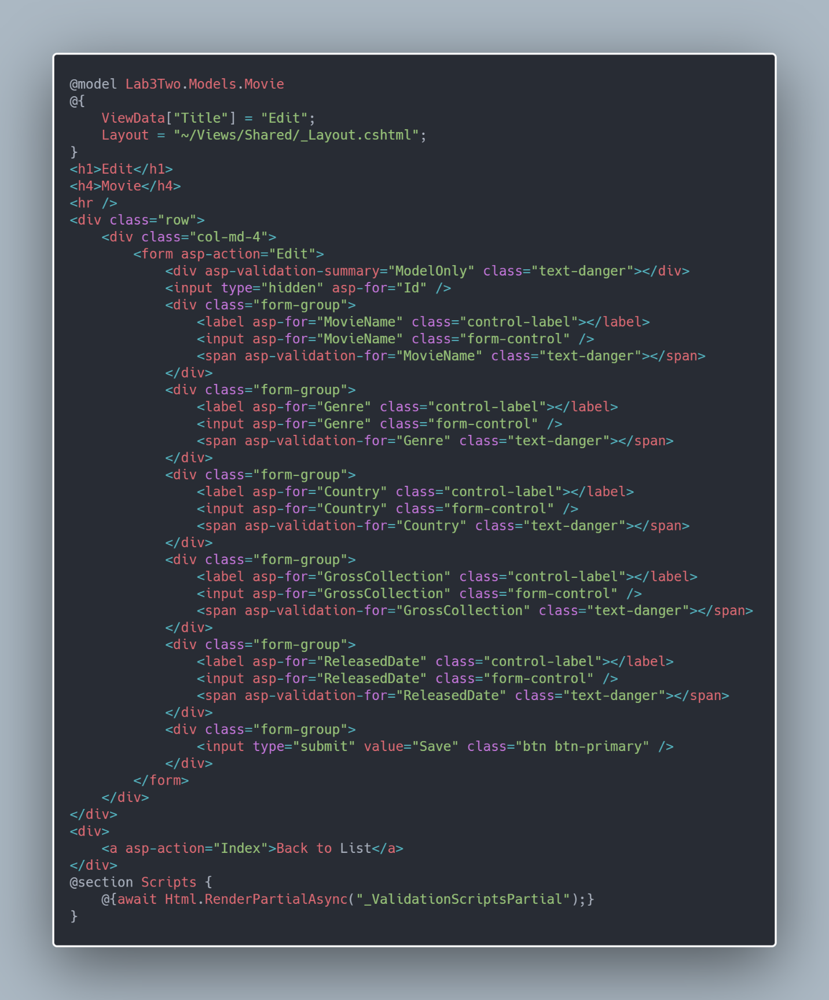 @model Lab3Two.Models.Movie
@{
    ViewData["Title"] = "Edit";
    Layout = "~/Views/Shared/_Layout.cshtml";
}
<h1>Edit</h1>
<h4>Movie</h4>
<hr />
<div class="row">
    <div class="col-md-4">
        <form asp-action="Edit">
            <div asp-validation-summary="ModelOnly" class="text-danger"></div>
            <input type="hidden" asp-for="Id" />
            <div class="form-group">
                <label asp-for="MovieName" class="control-label"></label>
                <input asp-for="MovieName" class="form-control" />
                <span asp-validation-for="MovieName" class="text-danger"></span>
            </div>
            <div class="form-group">
                <label asp-for="Genre" class="control-label"></label>
                <input asp-for="Genre" class="form-control" />
                <span asp-validation-for="Genre" class="text-danger"></span>
            </div>
            <div class="form-group">
                <label asp-for="Country" class="control-label"></label>
                <input asp-for="Country" class="form-control" />
                <span asp-validation-for="Country" class="text-danger"></span>
            </div>
            <div class="form-group">
                <label asp-for="GrossCollection" class="control-label"></label>
                <input asp-for="GrossCollection" class="form-control" />
                <span asp-validation-for="GrossCollection" class="text-danger"></span>
            </div>
            <div class="form-group">
                <label asp-for="ReleasedDate" class="control-label"></label>
                <input asp-for="ReleasedDate" class="form-control" />
                <span asp-validation-for="ReleasedDate" class="text-danger"></span>
            </div>
            <div class="form-group">
                <input type="submit" value="Save" class="btn btn-primary" />
            </div>
        </form>
    </div>
</div>
<div>
    <a asp-action="Index">Back to List</a>
</div>
@section Scripts {
    @{await Html.RenderPartialAsync("_ValidationScriptsPartial");}
}